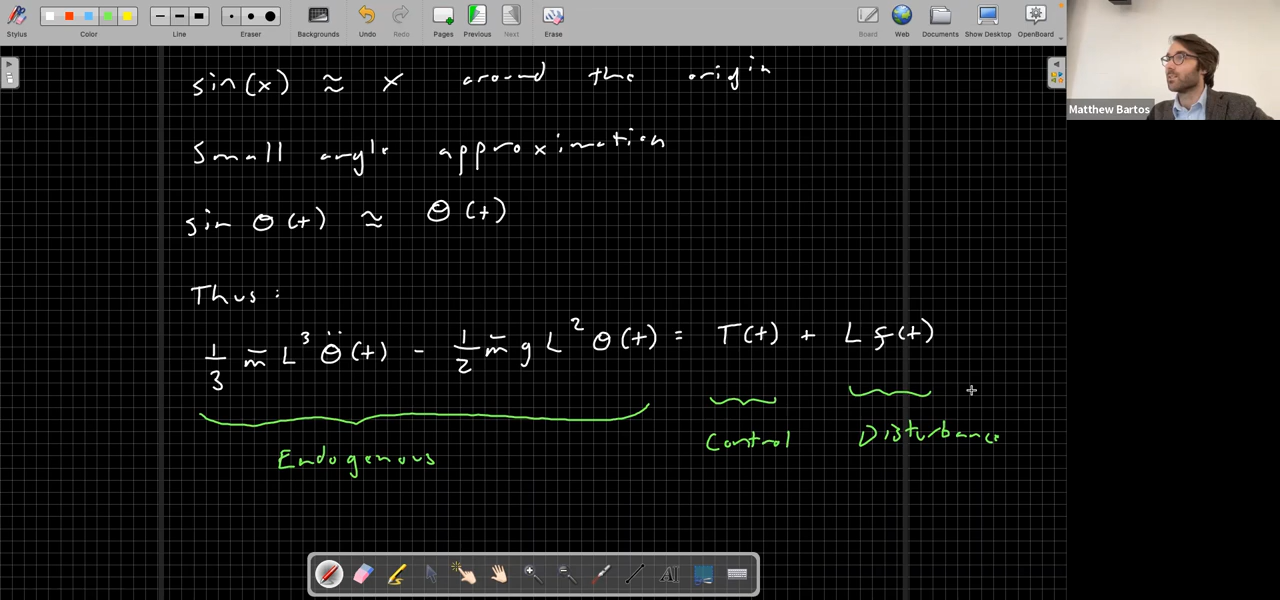 Stylus Color Line Eraser Backgrounds Undo Redo Pages Previous Next Erase Board Web Documents Show Desktop OpenBoard
Matthew Bartos
sin(x) ≈ x around the origin
Small angle approximation
sin θ(t) ≈ θ(t)
Thus:
1/3 m̄ L³ θ̈(t) - 1/2 m̄ g L² θ(t) = T(t) + L f(t)
Endogenous Control Disturbance